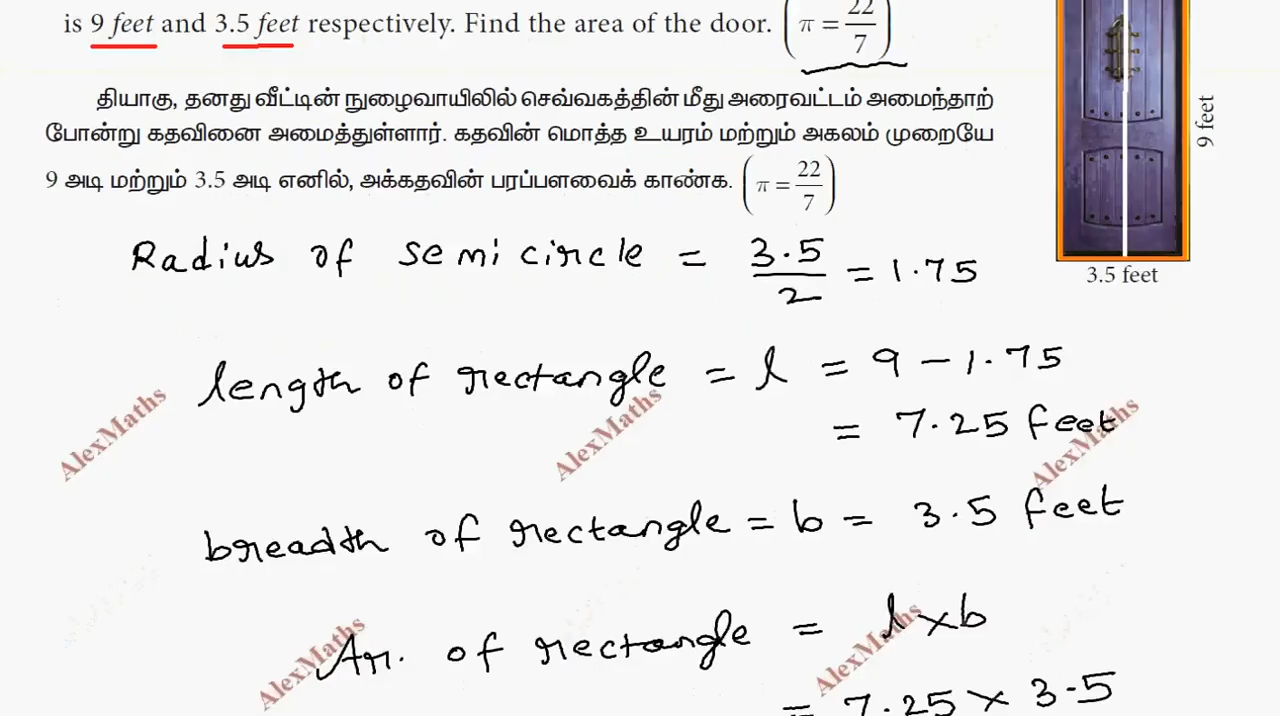 is 9 feet and 3.5 feet respectively. Find the area of the door. (π = 22/7)
தியாகு, தனது வீட்டின் நுழைவாயிலில் செவ்வகத்தின் மீது அரைவட்டம் அமைந்தாற்
போன்று கதவினை அமைத்துள்ளார். கதவின் மொத்த உயரம் மற்றும் அகலம் முறையே
9 அடி மற்றும் 3.5 அடி எனில், அக்கதவின் பரப்பளவைக் காண்க. (π = 22/7)
9 feet
3.5 feet
Radius of semi circle = 3.5/2 = 1.75
length of rectangle = l = 9 - 1.75
= 7.25 feet
AlexMaths AlexMaths AlexMaths
breadth of rectangle = b = 3.5 feet
Ar. of rectangle = l x b
AlexMaths AlexMaths
= 7.25 x 3.5